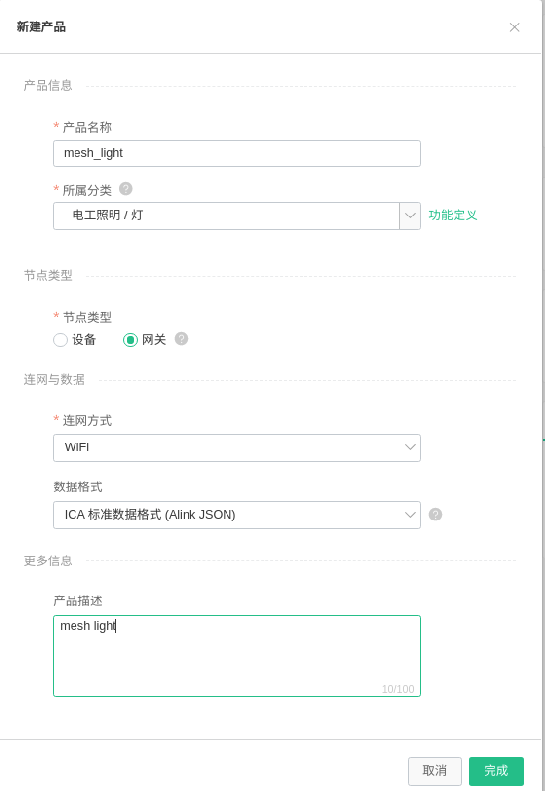 新建产品
产品信息
* 产品名称
mesh_light
* 所属分类 ?
电工照明 / 灯 功能定义
节点类型
* 节点类型
设备 网关 ?
连网与数据
* 连网方式
WiFi
数据格式
ICA 标准数据格式 (Alink JSON) ?
更多信息
产品描述
mesh light
10/100
取消 完成